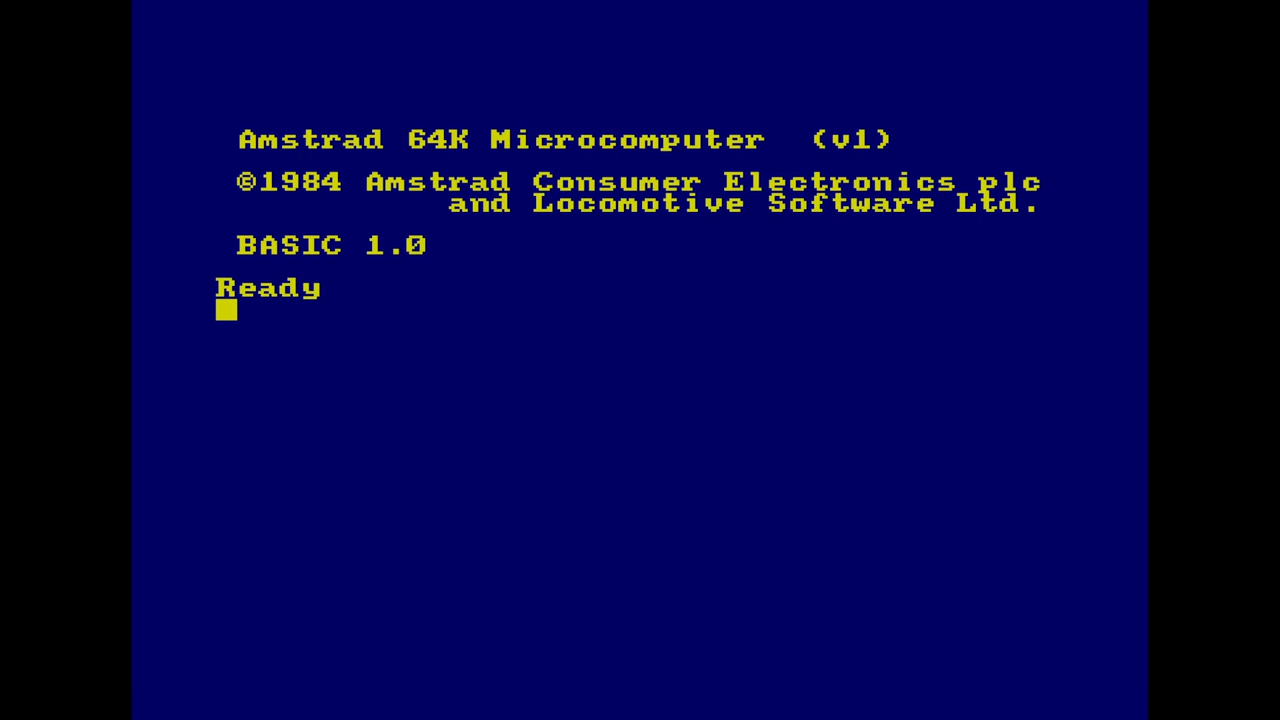 Amstrad 64K Microcomputer  (v1)
©1984 Amstrad Consumer Electronics plc
and Locomotive Software Ltd.
BASIC 1.0
Ready